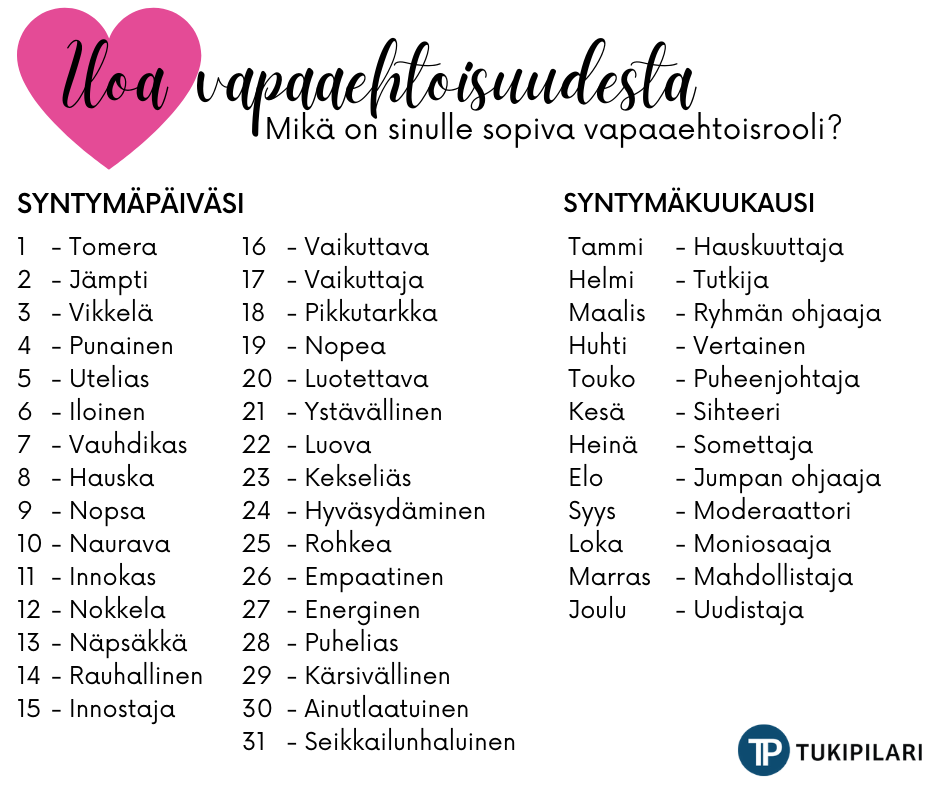 Iloa vapaaehtoisuudesta
Mikä on sinulle sopiva vapaaehtoisrooli?
SYNTYMÄPÄIVÄSI
1 - Tomera
2 - Jämpti
3 - Vikkelä
4 - Punainen
5 - Utelias
6 - Iloinen
7 - Vauhdikas
8 - Hauska
9 - Nopsa
10 - Naurava
11 - Innokas
12 - Nokkela
13 - Näpsäkkä
14 - Rauhallinen
15 - Innostaja
16 - Vaikuttava
17 - Vaikuttaja
18 - Pikkutarkka
19 - Nopea
20 - Luotettava
21 - Ystävällinen
22 - Luova
23 - Kekseliäs
24 - Hyväsydäminen
25 - Rohkea
26 - Empaatinen
27 - Energinen
28 - Puhelias
29 - Kärsivällinen
30 - Ainutlaatuinen
31 - Seikkailunhaluinen
SYNTYMÄKUUKAUSI
Tammi - Hauskuuttaja
Helmi - Tutkija
Maalis - Ryhmän ohjaaja
Huhti - Vertainen
Touko - Puheenjohtaja
Kesä - Sihteeri
Heinä - Somettaja
Elo - Jumpan ohjaaja
Syys - Moderaattori
Loka - Moniosaaja
Marras - Mahdollistaja
Joulu - Uudistaja
TP TUKIPILARI